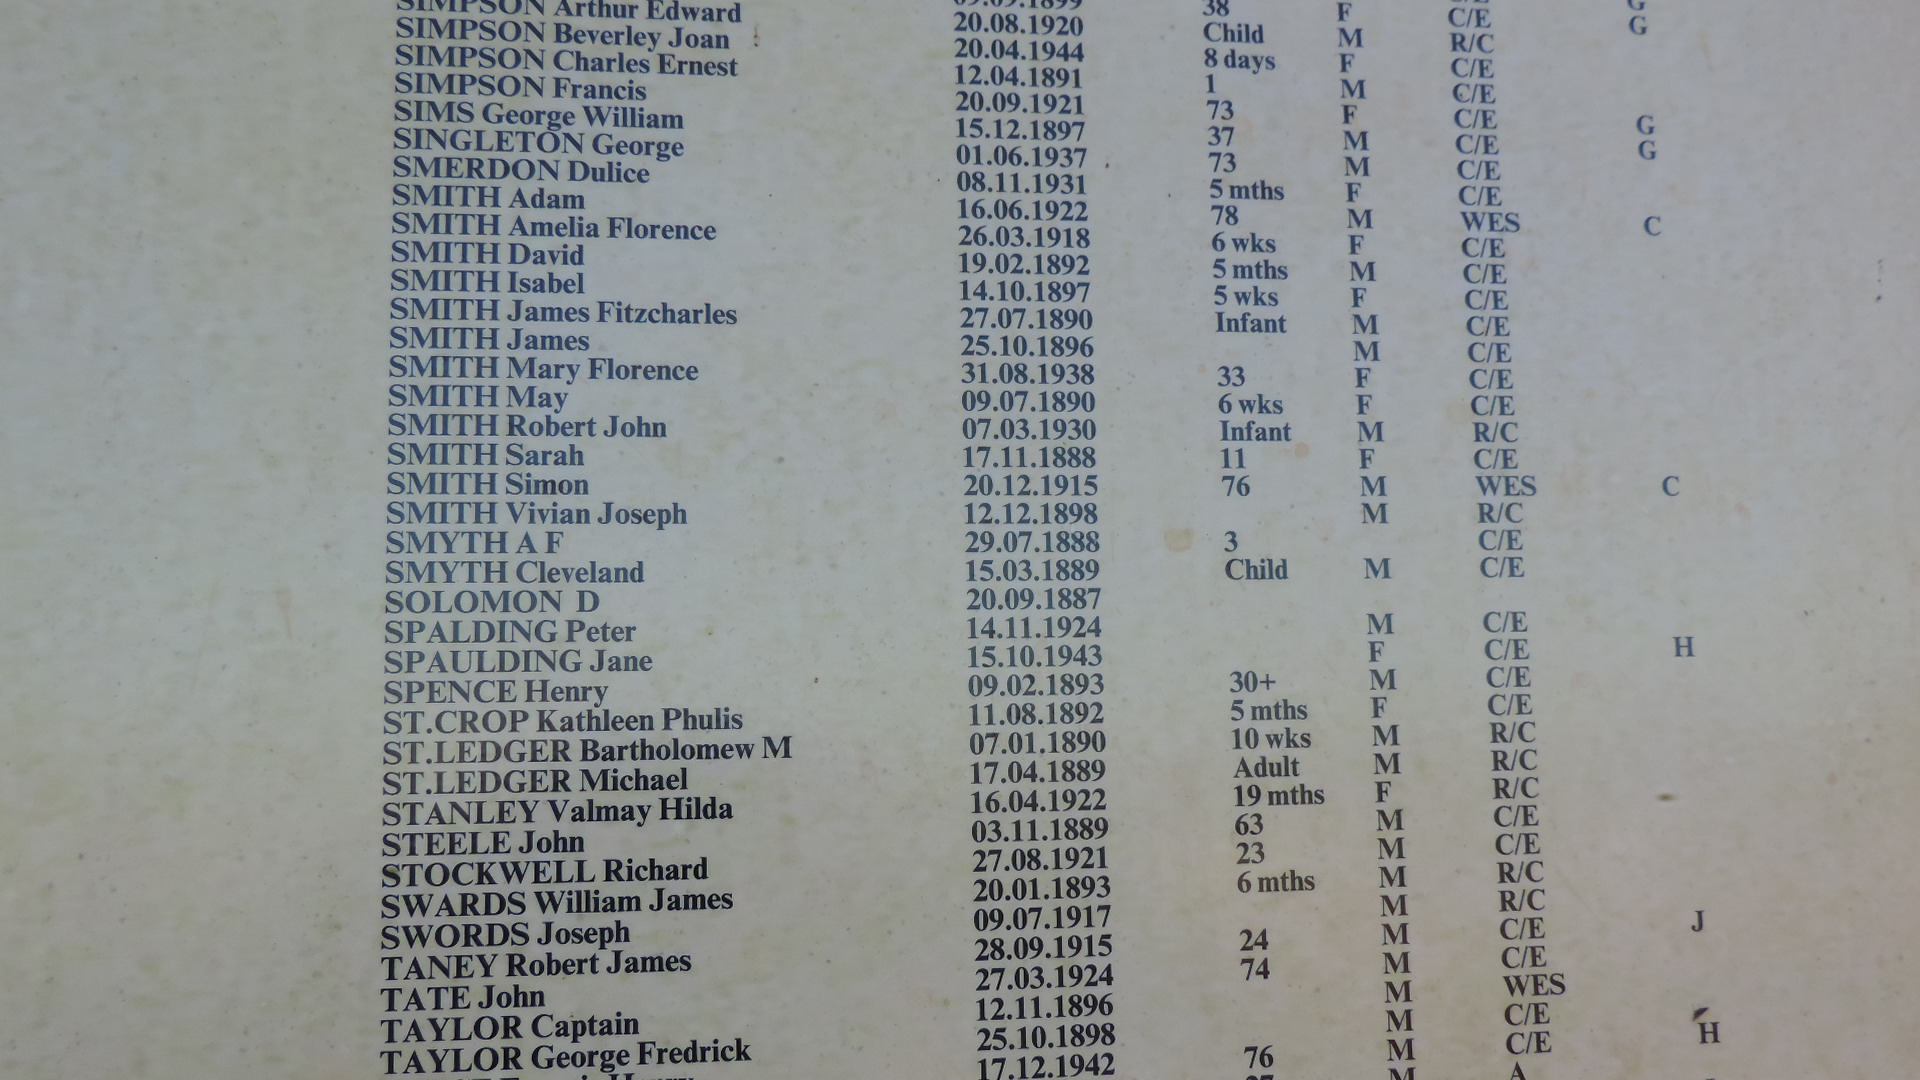 09.09.1899 38 F C/E G
SIMPSON Arthur Edward 20.08.1920 Child M R/C
SIMPSON Beverley Joan 20.04.1944 8 days F C/E
SIMPSON Charles Ernest 12.04.1891 1 M C/E
SIMPSON Francis 20.09.1921 73 F C/E G
SIMS George William 15.12.1897 37 M C/E G
SINGLETON George 01.06.1937 73 M C/E
SMERDON Dulice 08.11.1931 5 mths F C/E
SMITH Adam 16.06.1922 78 M WES C
SMITH Amelia Florence 26.03.1918 6 wks F C/E
SMITH David 19.02.1892 5 mths M C/E
SMITH Isabel 14.10.1897 5 wks F C/E
SMITH James Fitzcharles 27.07.1890 Infant M C/E
SMITH James 25.10.1896 M C/E
SMITH Mary Florence 31.08.1938 33 F C/E
SMITH May 09.07.1890 6 wks F C/E
SMITH Robert John 07.03.1930 Infant M R/C
SMITH Sarah 17.11.1888 11 F C/E
SMITH Simon 20.12.1915 76 M WES C
SMITH Vivian Joseph 12.12.1898 M R/C
SMYTH A F 29.07.1888 3 C/E
SMYTH Cleveland 15.03.1889 Child M C/E
SOLOMON D 20.09.1887
SPALDING Peter 14.11.1924 M C/E
SPAULDING Jane 15.10.1943 F C/E H
SPENCE Henry 09.02.1893 30+ M C/E
ST.CROP Kathleen Phulis 11.08.1892 5 mths F C/E
ST.LEDGER Bartholomew M 07.01.1890 10 wks M R/C
ST.LEDGER Michael 17.04.1889 Adult M R/C
STANLEY Valmay Hilda 16.04.1922 19 mths F R/C
STEELE John 03.11.1889 63 M C/E
STOCKWELL Richard 27.08.1921 23 M C/E
SWARDS William James 20.01.1893 6 mths M R/C
SWORDS Joseph 09.07.1917 M R/C
TANEY Robert James 28.09.1915 24 M C/E J
TATE John 27.03.1924 74 M C/E
TAYLOR Captain 12.11.1896 M WES
TAYLOR George Fredrick 25.10.1898 M C/E
17.12.1942 76 M C/E H